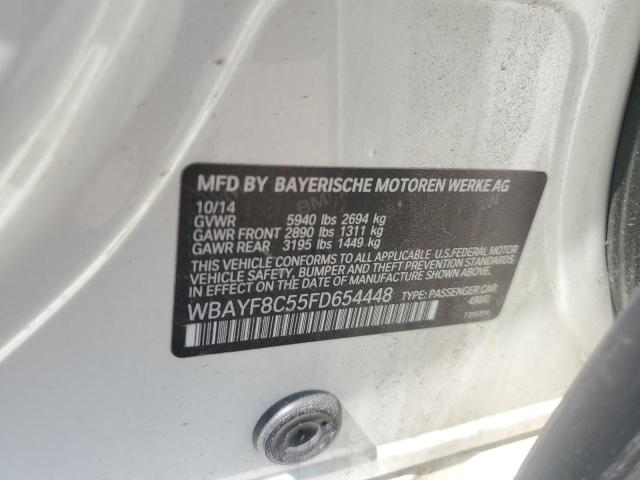 MFD BY BAYERISCHE MOTOREN WERKE AG
10/14
GVWR 5940 lbs 2694 kg
GAWR FRONT 2890 lbs 1311 kg
GAWR REAR 3195 lbs 1449 kg
THIS VEHICLE CONFORMS TO ALL APPLICABLE U.S. FEDERAL MOTOR
VEHICLE SAFETY, BUMPER AND THEFT PREVENTION STANDARDS IN
EFFECT ON THE DATE OF MANUFACTURE SHOWN ABOVE.
WBAYF8C55FD654448 TYPE: PASSENGER CAR